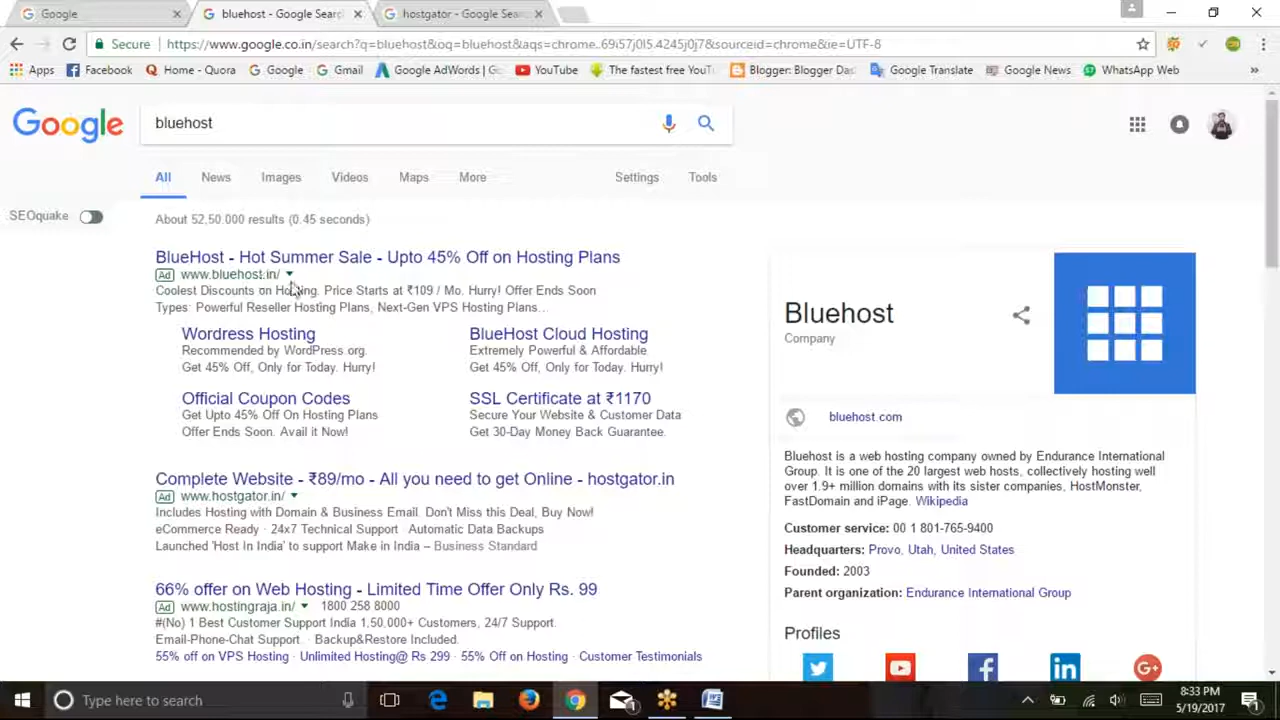 Google
bluehost - Google Sear
hostgator - Google Sear
Secure
https://www.google.co.in/search?q=bluehost&oq=bluehost&aqs=chrome..69i57j0l5.4245j0j7&sourceid=chrome&ie=UTF-8
Apps
Facebook
Home - Quora
Google
Gmail
Google AdWords | G
YouTube
The fastest free YouT
Blogger: Blogger Das
Google Translate
Google News
WhatsApp Web
»
Google
bluehost
All
News
Images
Videos
Maps
More
Settings
Tools
SEOquake
About 52,50,000 results (0.45 seconds)
BlueHost - Hot Summer Sale - Upto 45% Off on Hosting Plans
Ad www.bluehost.in/
Coolest Discounts on Hosting. Price Starts at ₹109 / Mo. Hurry! Offer Ends Soon
Types: Powerful Reseller Hosting Plans, Next-Gen VPS Hosting Plans...
Wordress Hosting
Recommended by WordPress.org.
Get 45% Off, Only for Today. Hurry!
BlueHost Cloud Hosting
Extremely Powerful & Affordable
Get 45% Off, Only for Today. Hurry!
Official Coupon Codes
Get Upto 45% Off On Hosting Plans
Offer Ends Soon. Avail it Now!
SSL Certificate at ₹1170
Secure Your Website & Customer Data
Get 30-Day Money Back Guarantee.
Complete Website - ₹89/mo - All you need to get Online - hostgator.in
Ad www.hostgator.in/
Includes Hosting with Domain & Business Email. Don't Miss this Deal, Buy Now!
eCommerce Ready · 24x7 Technical Support · Automatic Data Backups
Launched 'Host In India' to support Make in India – Business Standard
66% offer on Web Hosting - Limited Time Offer Only Rs. 99
Ad www.hostingraja.in/ 1800 258 8000
#(No) 1 Best Customer Support India 1,50,000+ Customers, 24/7 Support.
Email-Phone-Chat Support. · Backup&Restore Included.
55% off on VPS Hosting · Unlimited Hosting@ Rs 299 · 55% Off on Hosting · Customer Testimonials
Bluehost
Company
bluehost.com
Bluehost is a web hosting company owned by Endurance International
Group. It is one of the 20 largest web hosts, collectively hosting well
over 1.9+ million domains with its sister companies, HostMonster,
FastDomain and iPage. Wikipedia
Customer service: 00 1 801-765-9400
Headquarters: Provo, Utah, United States
Founded: 2003
Parent organization: Endurance International Group
Profiles
Type here to search
8:33 PM
5/19/2017